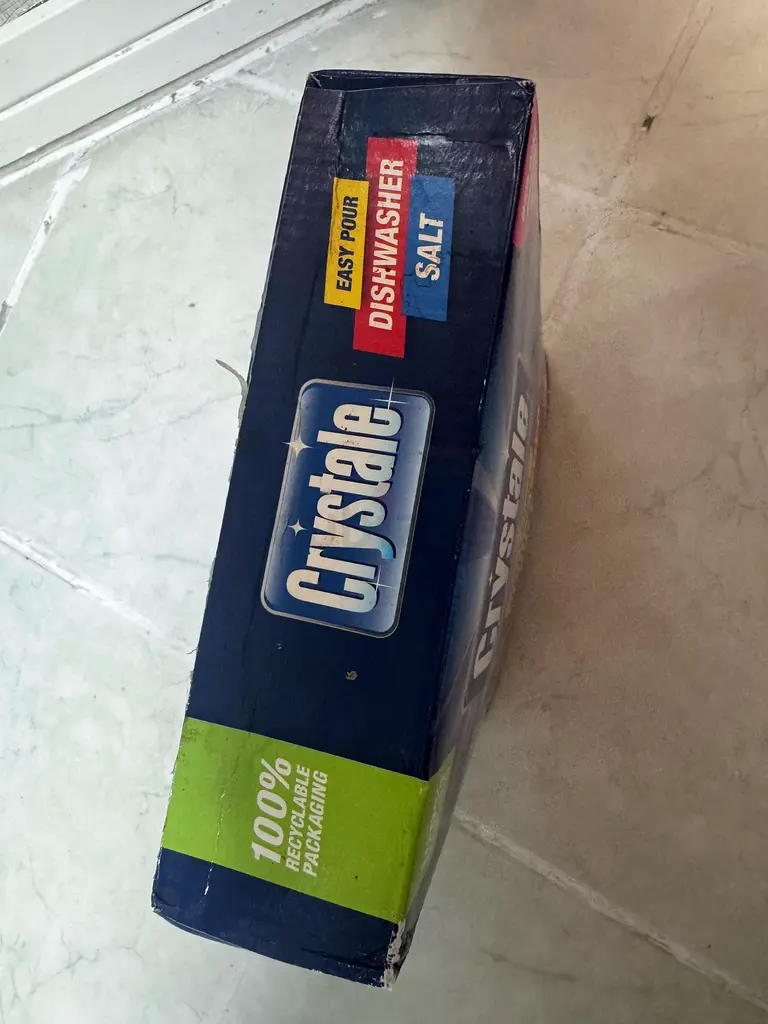 EASY POUR
DISHWASHER
SALT
Crystale
100%
RECYCLABLE
PACKAGING
Crystale